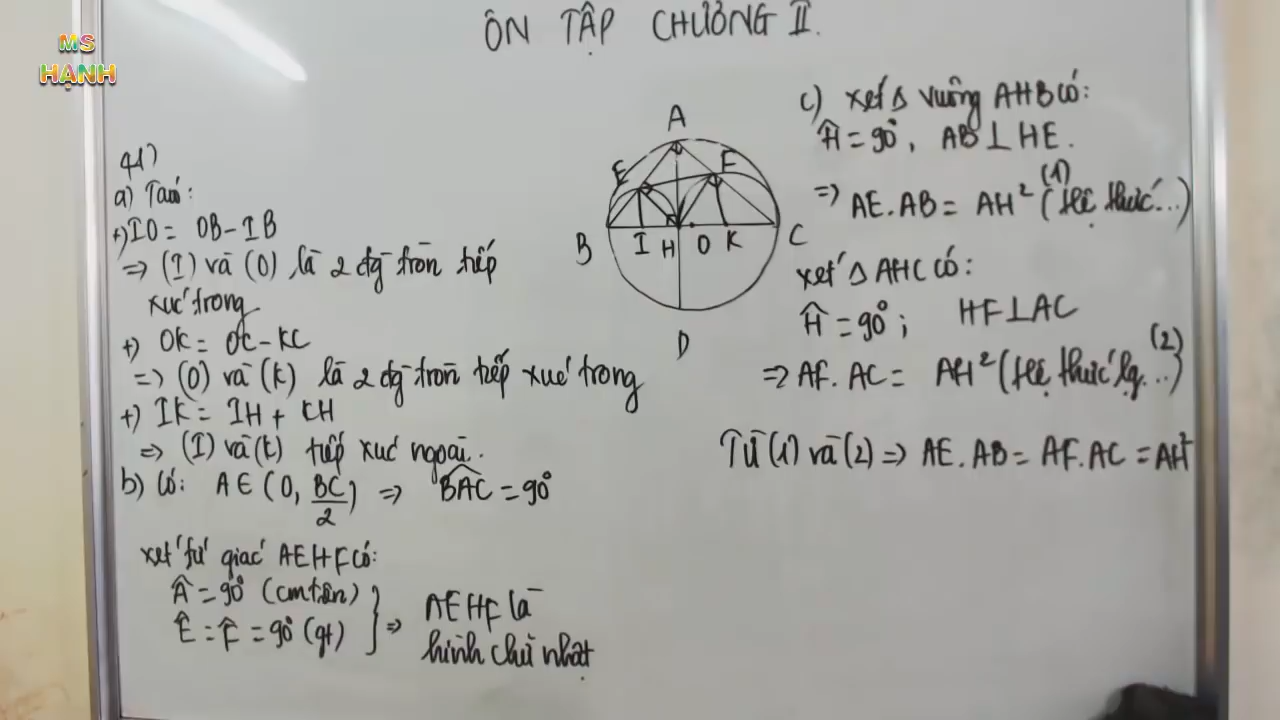 MS
HẠNH
ÔN TẬP CHƯƠNG II.
41)
a) Ta có:
+) IO = OB - IB
=> (I) và (O) là 2 đg tròn tiếp
xúc trong
+) OK = OC - KC
=> (O) và (K) là 2 đg tròn tiếp xúc trong
+) IK = IH + KH
=> (I) và (K) tiếp xúc ngoài.
b) Có: A ∈ (O, BC/2) => B̂AC = 90°
xét tứ giác AEHF có:
Â = 90° (cm trên)
Ê = F̂ = 90° (gt)
} => AEHF là
hình chữ nhật
A
E
F
B
I
H
O
K
C
D
c) xét Δ vuông AHB có:
Ĥ = 90°, AB ⊥ HE.
=> AE.AB = AH² (1) (Hệ thức...)
xét Δ AHC có:
Ĥ = 90°; HF ⊥ AC
=> AF.AC = AH² (2) (Hệ thức lg...)
Từ (1) và (2) => AE.AB = AF.AC = AH²